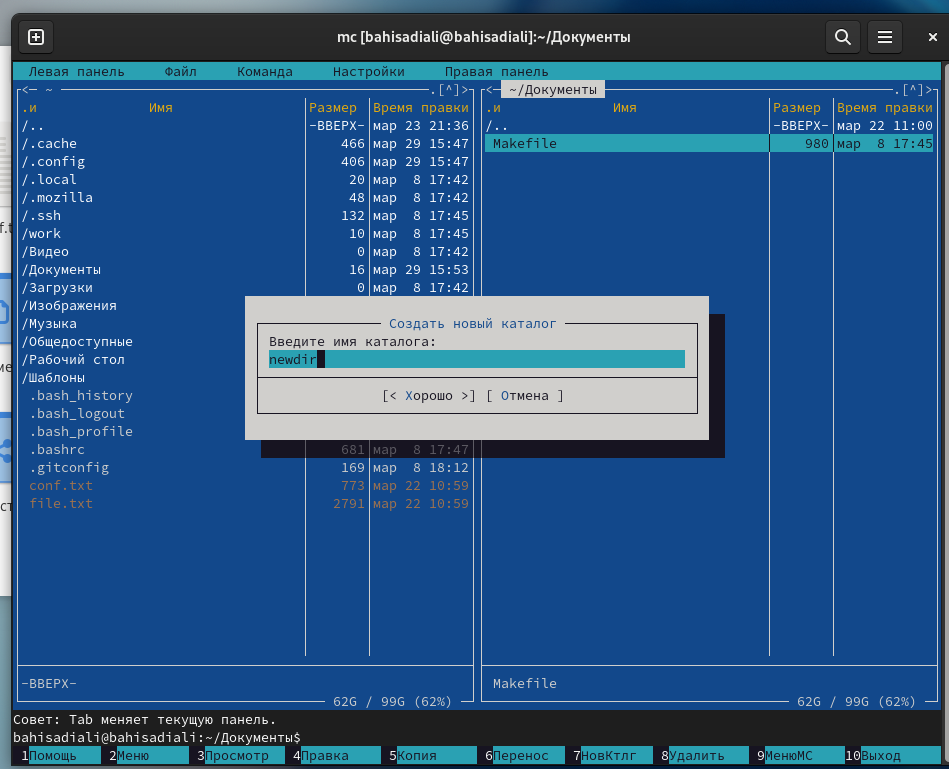 mc [bahisadiali@bahisadiali]:~/Документы
Левая панель Файл Команда Настройки Правая панель
<─ ~ .[^]> <─ ~/Документы .[^]>
.и Имя Размер Время правки .и Имя Размер Время правки
/.. -ВВЕРХ- мар 23 21:36 /.. -ВВЕРХ- мар 22 11:00
/.cache 466 мар 29 15:47 Makefile 980 мар 8 17:45
/.config 406 мар 29 15:47
/.local 20 мар 8 17:42
/.mozilla 48 мар 8 17:42
/.ssh 132 мар 8 17:45
/work 10 мар 8 17:45
/Видео 0 мар 8 17:42
/Документы 16 мар 29 15:53
/Загрузки 0 мар 8 17:42
/Изображения
/Музыка
/Общедоступные
/Рабочий стол
/Шаблоны
.bash_history
.bash_logout
.bash_profile
.bashrc 681 мар 8 17:47
.gitconfig 169 мар 8 18:12
conf.txt 773 мар 22 10:59
file.txt 2791 мар 22 10:59
Создать новый каталог
Введите имя каталога:
newdir
[< Хорошо >] [ Отмена ]
-ВВЕРХ- Makefile
62G / 99G (62%) 62G / 99G (62%)
Совет: Tab меняет текущую панель.
bahisadiali@bahisadiali:~/Документы$
1Помощь 2Меню 3Просмотр 4Правка 5Копия 6Перенос 7НовКтлг 8Удалить 9МенюМС 10Выход